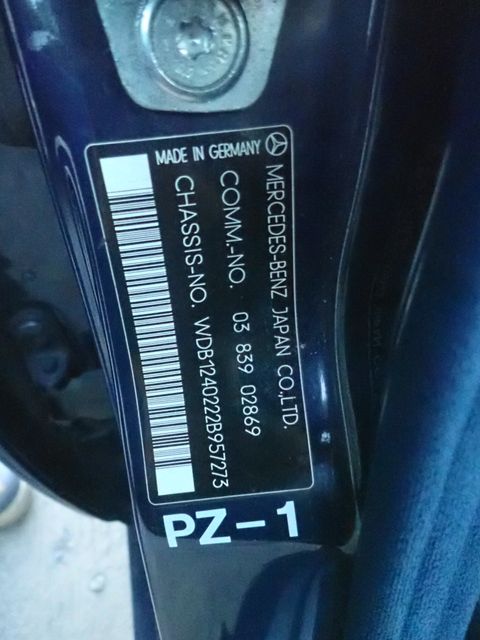 MERCEDES-BENZ JAPAN CO.,LTD.
MADE IN GERMANY
COMM.-NO. 03 839 02869
CHASSIS-NO. WDB1240222B957273
PZ-1